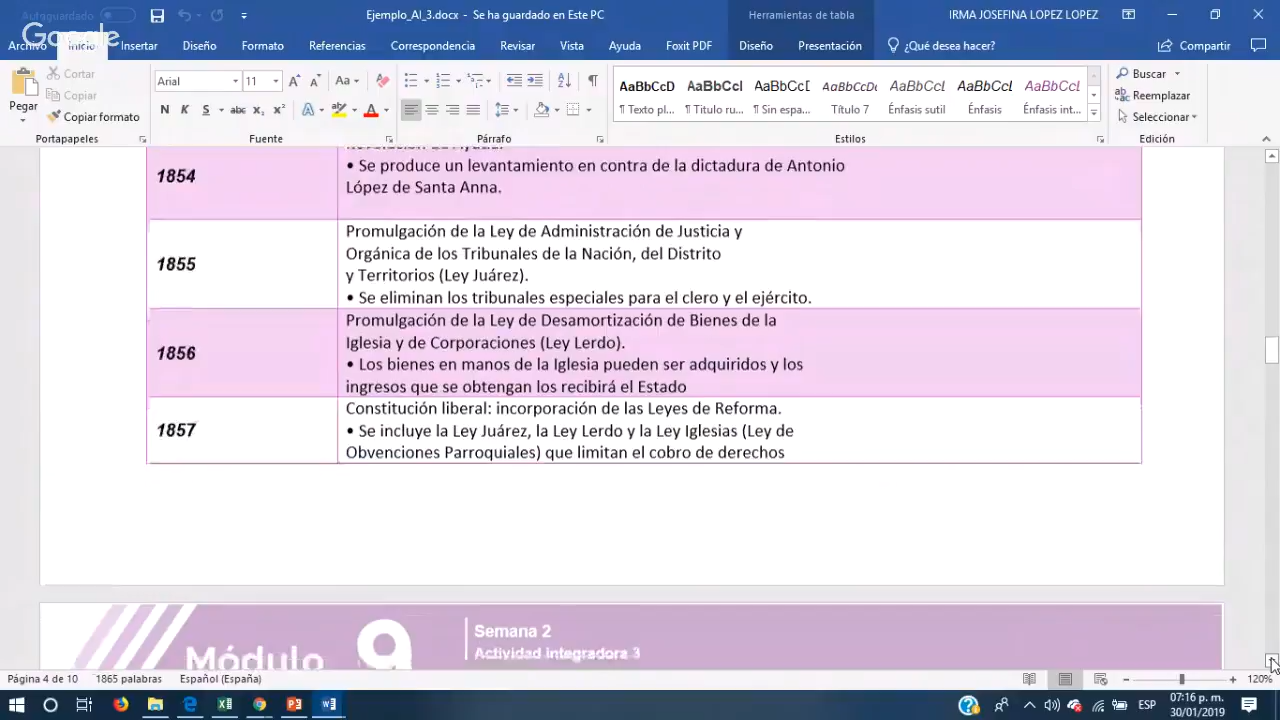 Autoguardado
Ejemplo_AI_3.docx - Se ha guardado en Este PC
Herramientas de tabla
IRMA JOSEFINA LOPEZ LOPEZ
Google
Archivo Inicio Insertar Diseño Formato Referencias Correspondencia Revisar Vista Ayuda Foxit PDF Diseño Presentación ¿Qué desea hacer? Compartir
Pegar
Cortar
Copiar
Copiar formato
Portapapeles
Arial 11
N K S abc x₂ x²
Fuente
Párrafo
AaBbCcD AaBbCcI AaBbCcI AaBbCcDc AaBbCcI AaBbCcI AaBbCcI
¶ Texto pl... ¶ Titulo ru... ¶ Sin espa... ¶ Título 7 ¶ Énfasis sutil ¶ Énfasis ¶ Énfasis int...
Estilos
Buscar
Reemplazar
Seleccionar
Edición
1854
• Se produce un levantamiento en contra de la dictadura de Antonio
López de Santa Anna.
1855
Promulgación de la Ley de Administración de Justicia y
Orgánica de los Tribunales de la Nación, del Distrito
y Territorios (Ley Juárez).
• Se eliminan los tribunales especiales para el clero y el ejército.
1856
Promulgación de la Ley de Desamortización de Bienes de la
Iglesia y de Corporaciones (Ley Lerdo).
• Los bienes en manos de la Iglesia pueden ser adquiridos y los
ingresos que se obtengan los recibirá el Estado
1857
Constitución liberal: incorporación de las Leyes de Reforma.
• Se incluye la Ley Juárez, la Ley Lerdo y la Ley Iglesias (Ley de
Obvenciones Parroquiales) que limitan el cobro de derechos
Módulo 9
Semana 2
Actividad integradora 3
Página 4 de 10 1865 palabras Español (España)
120%
ESP
07:16 p. m.
30/01/2019